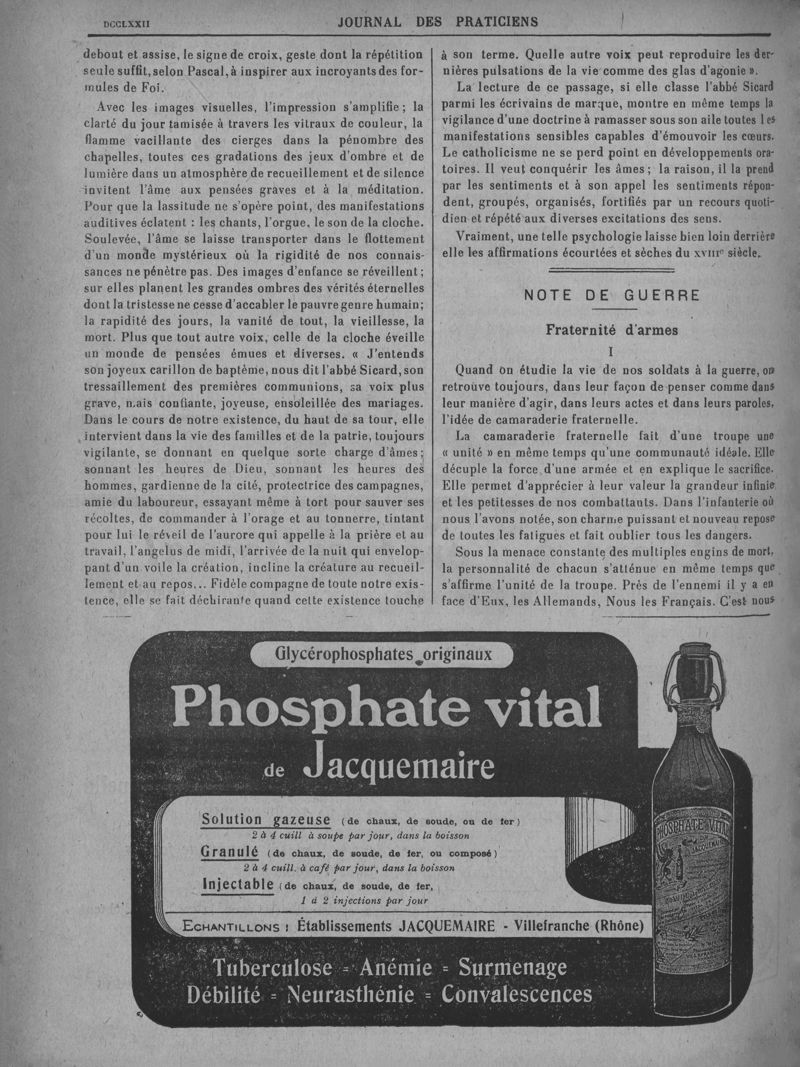 DCCLXXII
JOURNAL DES PRATICIENS
debout et assise, le signe de croix, geste dont la répétition
seule suffit, selon Pascal, à inspirer aux incroyants des for-
mules de Foi.
Avec les images visuelles, l'impression s'amplifie ; la
clarté du jour tamisée à travers les vitraux de couleur, la
flamme vacillante des cierges dans la pénombre des
chapelles, toutes ces gradations des jeux d'ombre et de
lumière dans un atmosphère de recueillement et de silence
invitent l'âme aux pensées graves et à la méditation.
Pour que la lassitude ne s'opère point, des manifestations
auditives éclatent : les chants, l'orgue, le son de la cloche.
Soulevée, l'âme se laisse transporter dans le flottement
d'un monde mystérieux où la rigidité de nos connais-
sances ne pénètre pas. Des images d'enfance se réveillent ;
sur elles planent les grandes ombres des vérités éternelles
dont la tristesse ne cesse d'accabler le pauvre genre humain;
la rapidité des jours, la vanité de tout, la vieillesse, la
mort. Plus que tout autre voix, celle de la cloche éveille
un monde de pensées émues et diverses. « J'entends
son joyeux carillon de baptême, nous dit l'abbé Sicard, son
tressaillement des premières communions, sa voix plus
grave, n.ais confiante, joyeuse, ensoleillée des mariages.
Dans le cours de notre existence, du haut de sa tour, elle
intervient dans la vie des familles et de la patrie, toujours
vigilante, se donnant en quelque sorte charge d'âmes ;
sonnant les heures de Dieu, sonnant les heures des
hommes, gardienne de la cité, protectrice des campagnes,
amie du laboureur, essayant même à tort pour sauver ses
récoltes, de commander à l'orage et au tonnerre, tintant
pour lui le réveil de l'aurore qui appelle à la prière et au
travail, l'angelus de midi, l'arrivée de la nuit qui envelop-
pant d'un voile la création, incline la créature au recueil-
lement et au repos... Fidèle compagne de toute notre exis-
tence, elle se fait déchirante quand cette existence touche
à son terme. Quelle autre voix peut reproduire les der-
nières pulsations de la vie comme des glas d'agonie ».
La lecture de ce passage, si elle classe l'abbé Sicard
parmi les écrivains de marque, montre en même temps la
vigilance d'une doctrine à ramasser sous son aile toutes les
manifestations sensibles capables d'émouvoir les cœurs.
Le catholicisme ne se perd point en développements ora-
toires. Il veut conquérir les âmes ; la raison, il la prend
par les sentiments et à son appel les sentiments répon-
dent, groupés, organisés, fortifiés par un recours quoti-
dien et répété aux diverses excitations des sens.
Vraiment, une telle psychologie laisse bien loin derrière
elle les affirmations écourtées et sèches du XVIIIe siècle.
NOTE DE GUERRE
Fraternité d'armes
I
Quand on étudie la vie de nos soldats à la guerre, on
retrouve toujours, dans leur façon de penser comme dans
leur manière d'agir, dans leurs actes et dans leurs paroles,
l'idée de camaraderie fraternelle.
La camaraderie fraternelle fait d'une troupe une
« unité » en même temps qu'une communauté idéale. Elle
décuple la force d'une armée et en explique le sacrifice.
Elle permet d'apprécier à leur valeur la grandeur infinie
et les petitesses de nos combattants. Dans l'infanterie où
nous l'avons notée, son charme puissant et nouveau repose
de toutes les fatigues et fait oublier tous les dangers.
Sous la menace constante des multiples engins de mort,
la personnalité de chacun s'atténue en même temps que
s'affirme l'unité de la troupe. Près de l'ennemi il y a en
face d'Eux, les Allemands, Nous les Français. C'est nous
Glycérophosphates originaux
Phosphate vital
de Jacquemaire
Solution gazeuse (de chaux, de soude, ou de fer)
2 à 4 cuill à soupe par jour, dans la boisson
Granulé (de chaux, de soude, de fer, ou composé)
2 à 4 cuill. à café par jour, dans la boisson
Injectable (de chaux, de soude, de fer,
1 à 2 injections par jour
ECHANTILLONS : Établissements JACQUEMAIRE - Villefranche (Rhône)
Tuberculose = Anémie = Surmenage
Débilité = Neurasthénie = Convalescences
PHOSPHATE VITAL
JACQUEMAIRE